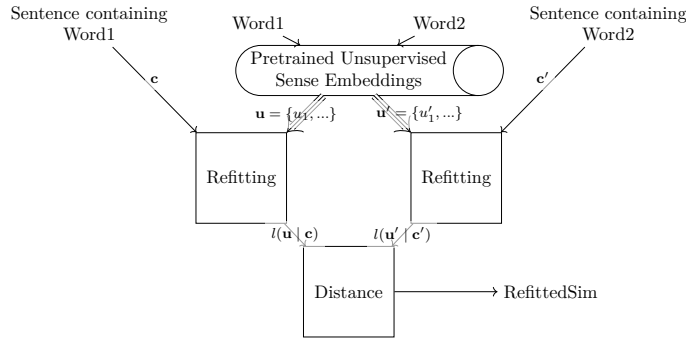 Sentence containing
Word1
Word1
Word2
Sentence containing
Word2
Pretrained Unsupervised
Sense Embeddings
c
c′
u = {u₁, ...}
u′ = {u′₁, ...}
Refitting
Refitting
l(u | c)
l(u′ | c′)
Distance
RefittedSim